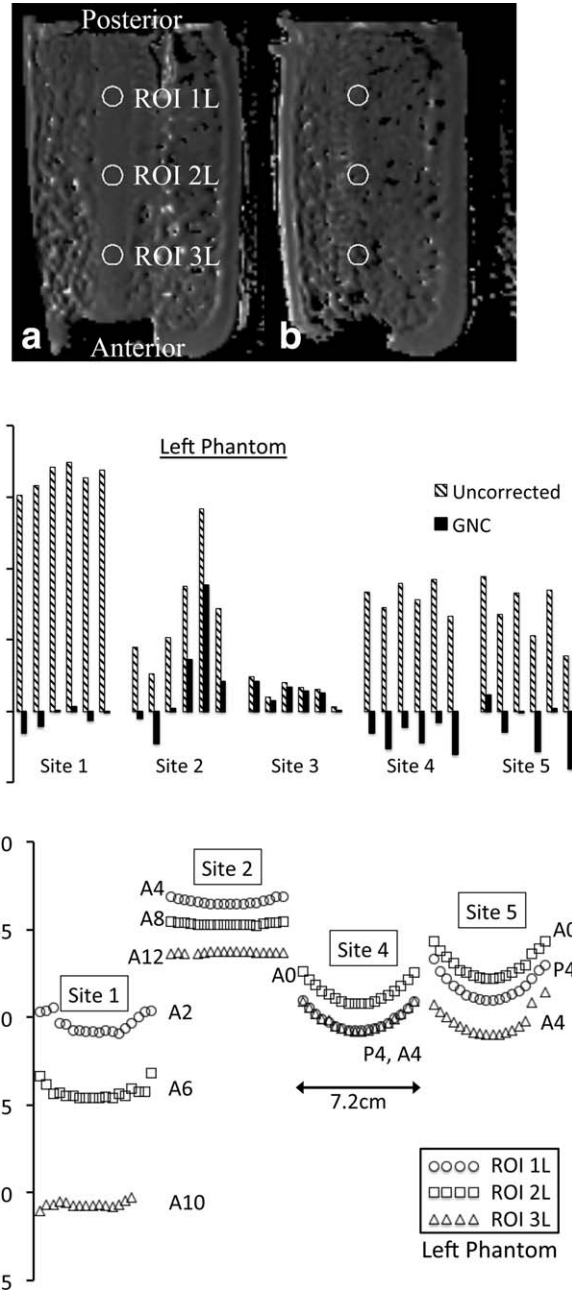 Posterior
ROI 1L
ROI 2L
ROI 3L
a
Anterior
b
Left Phantom
Uncorrected
GNC
Site 1
Site 2
Site 3
Site 4
Site 5
0
5
0
5
0
5
Site 1
A2
A6
A10
Site 2
A4
A8
A12
Site 4
A0
P4, A4
7.2cm
Site 5
A0
P4
A4
ROI 1L
ROI 2L
ROI 3L
Left Phantom